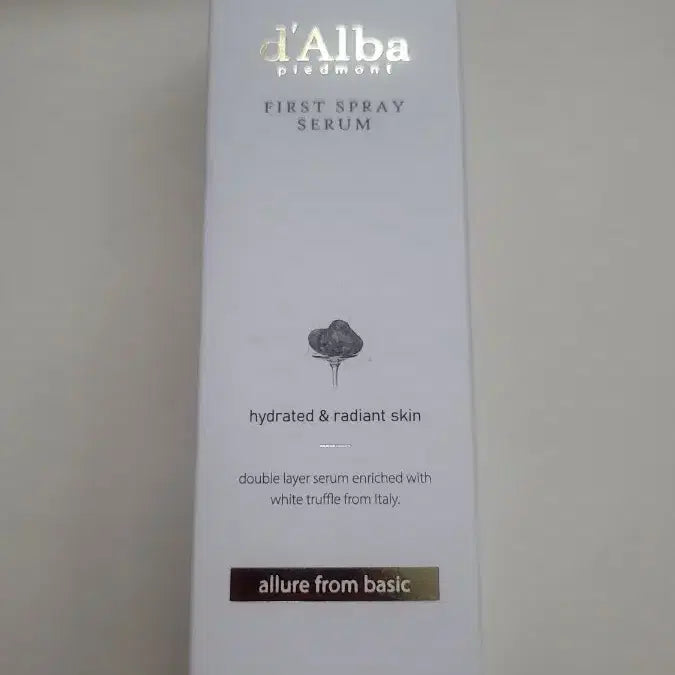 d'Alba
piedmont
FIRST SPRAY
SERUM
hydrated & radiant skin
double layer serum enriched with
white truffle from Italy.
allure from basic